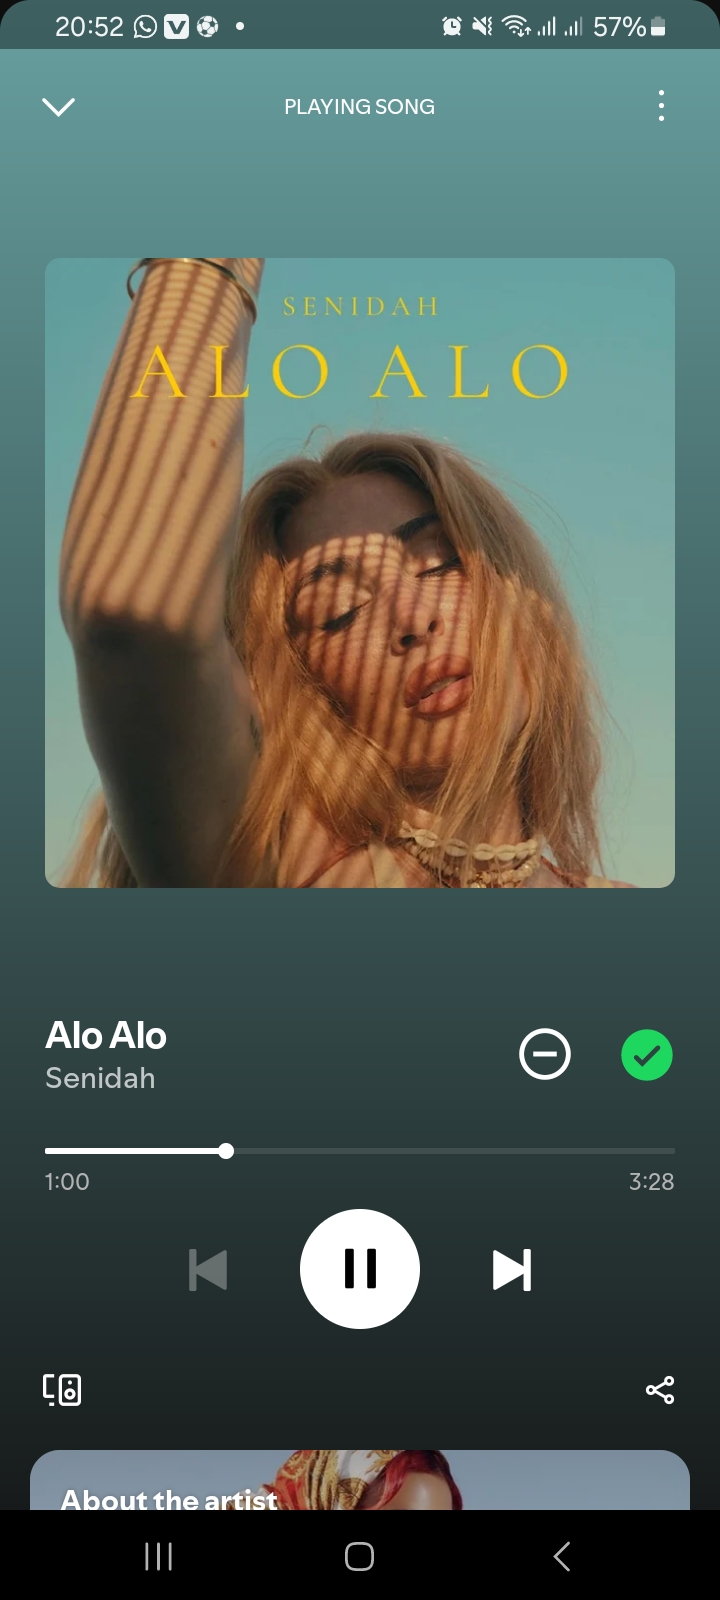 20:52
57%
PLAYING SONG
SENIDAH
ALO ALO
Alo Alo
Senidah
1:00
3:28
About the artist